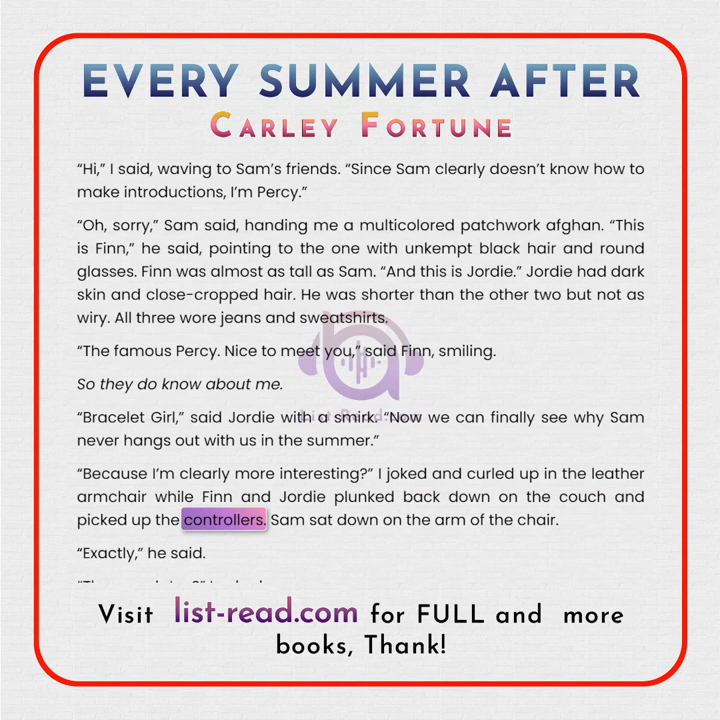 EVERY SUMMER AFTER
CARLEY FORTUNE
“Hi,” I said, waving to Sam’s friends. “Since Sam clearly doesn’t know how to
make introductions, I’m Percy.”
“Oh, sorry,” Sam said, handing me a multicolored patchwork afghan. “This
is Finn,” he said, pointing to the one with unkempt black hair and round
glasses. Finn was almost as tall as Sam. “And this is Jordie.” Jordie had dark
skin and close-cropped hair. He was shorter than the other two but not as
wiry. All three wore jeans and sweatshirts.
“The famous Percy. Nice to meet you,” said Finn, smiling.
So they do know about me.
“Bracelet Girl,” said Jordie with a smirk. “Now we can finally see why Sam
never hangs out with us in the summer.”
“Because I’m clearly more interesting?” I joked and curled up in the leather
armchair while Finn and Jordie plunked back down on the couch and
picked up the controllers. Sam sat down on the arm of the chair.
“Exactly,” he said.
Visit list-read.com for FULL and more
books, Thank!